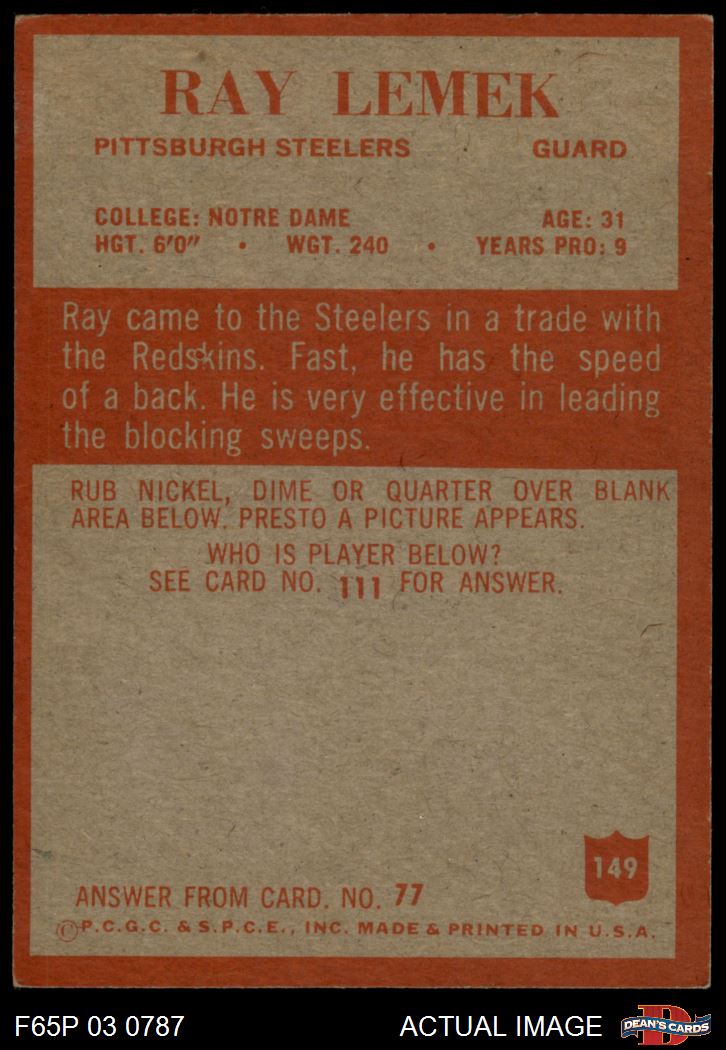 RAY LEMEK
PITTSBURGH STEELERS GUARD
COLLEGE: NOTRE DAME AGE: 31
HGT. 6'0" • WGT. 240 • YEARS PRO: 9
Ray came to the Steelers in a trade with
the Redskins. Fast, he has the speed
of a back. He is very effective in leading
the blocking sweeps.
RUB NICKEL, DIME OR QUARTER OVER BLANK
AREA BELOW. PRESTO A PICTURE APPEARS.
WHO IS PLAYER BELOW?
SEE CARD NO. 111 FOR ANSWER.
149
ANSWER FROM CARD. NO. 77
©P.C.G.C. & S.P.C.E., INC. MADE & PRINTED IN U.S.A.
F65P 03 0787 ACTUAL IMAGE D DEAN'S CARDS